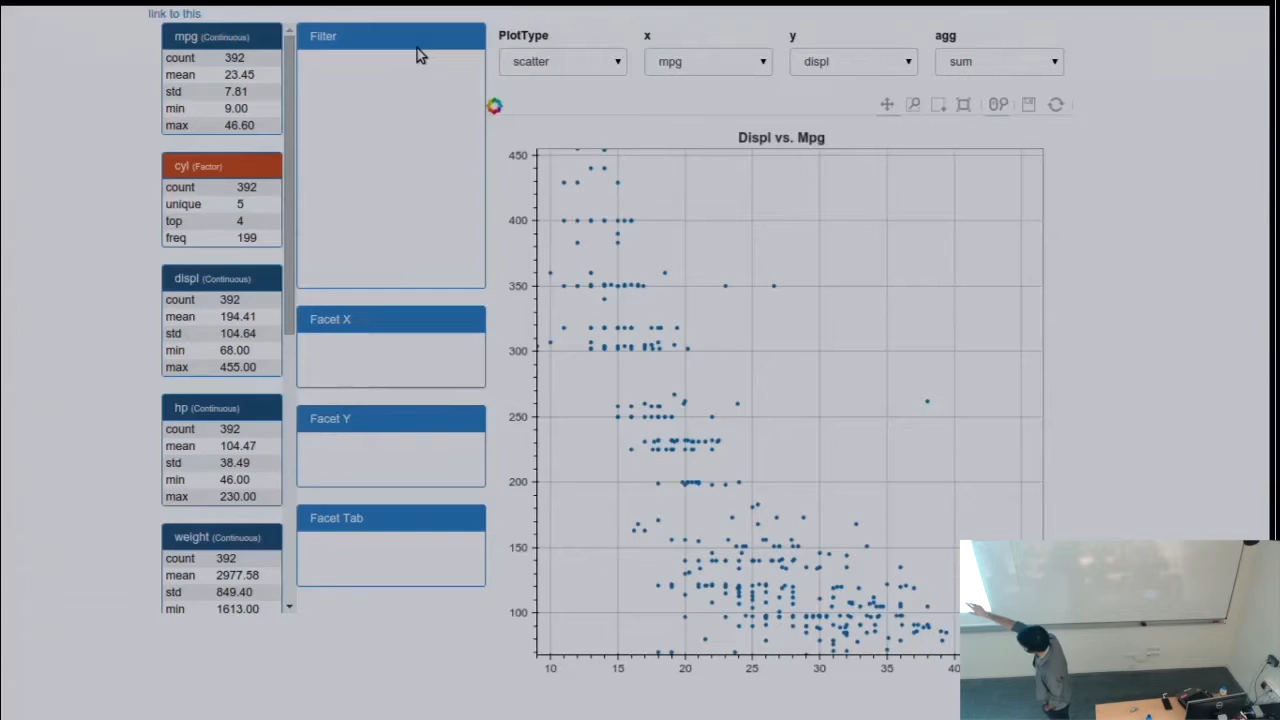 link to this
mpg (Continuous)
count 392
mean 23.45
std 7.81
min 9.00
max 46.60
cyl (Factor)
count 392
unique 5
top 4
freq 199
displ (Continuous)
count 392
mean 194.41
std 104.64
min 68.00
max 455.00
hp (Continuous)
count 392
mean 104.47
std 38.49
min 46.00
max 230.00
weight (Continuous)
count 392
mean 2977.58
std 849.40
min 1613.00
Filter
Facet X
Facet Y
Facet Tab
PlotType x y agg
scatter mpg displ sum
Displ vs. Mpg
450
400
350
300
250
200
150
100
10 15 20 25 30 35 40